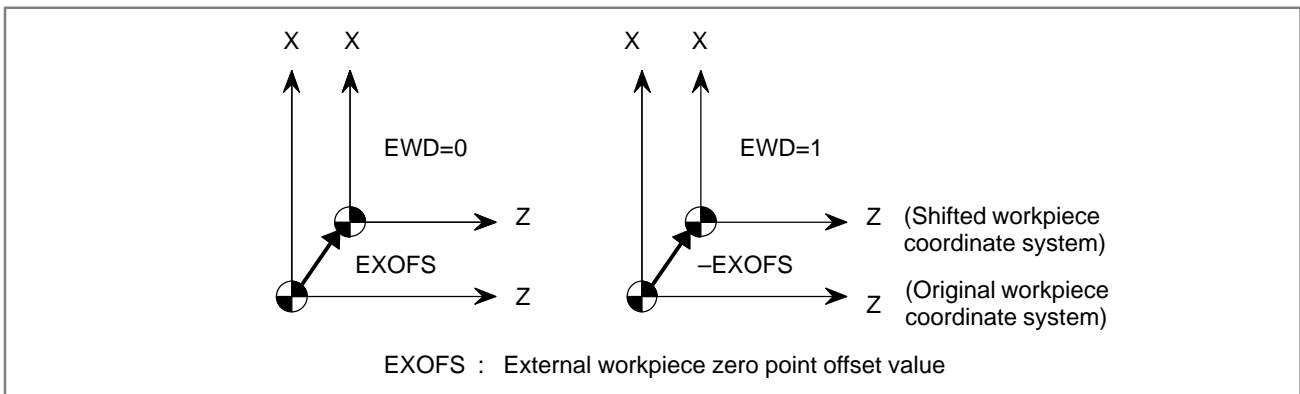 X X
X X
EWD=0
EWD=1
Z
Z (Shifted workpiece
coordinate system)
EXOFS
–EXOFS
Z
Z (Original workpiece
coordinate system)
EXOFS : External workpiece zero point offset value